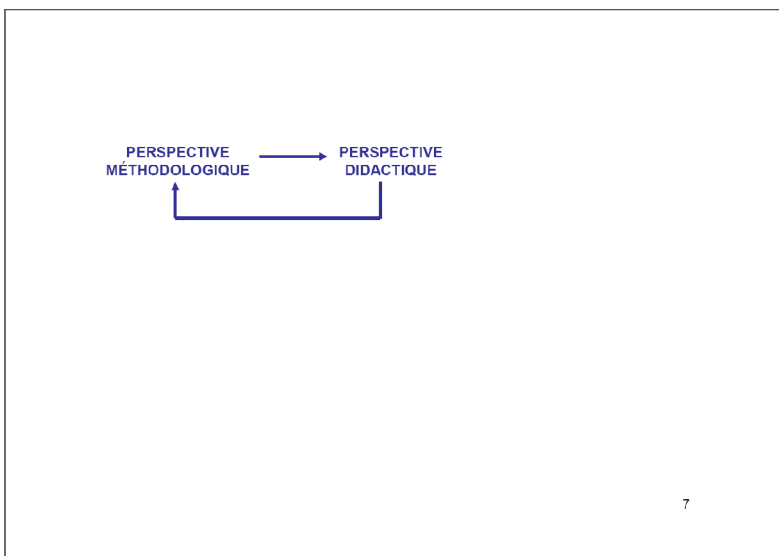 PERSPECTIVE
MÉTHODOLOGIQUE
PERSPECTIVE
DIDACTIQUE
7